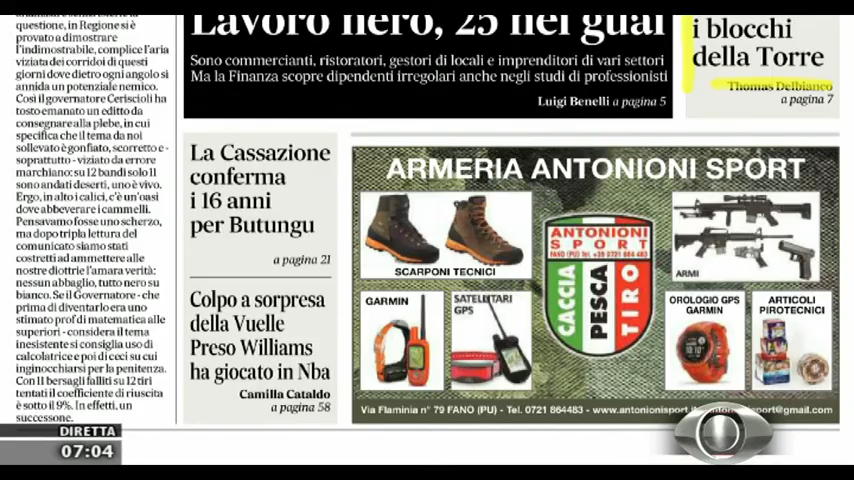 questione, in Regione si è
provato a dimostrare
l'indimostrabile, complice l'aria
viziata dei corridoi di questi
giorni dove dietro ogni angolo si
annida un potenziale nemico.
Così il governatore Ceriscioli ha
tosto emanato un editto da
consegnare alla plebe, in cui
specifica che il tema da noi
sollevato è gonfiato, scorretto e -
soprattutto - viziato da errore
marchiano: su 12 bandi solo 11
sono andati deserti, uno è vivo.
Ergo, in alto i calici, c'è un'oasi
dove abbeverare i cammelli.
Pensavamo fosse uno scherzo,
ma dopo tripla lettura del
comunicato siamo stati
costretti ad ammettere alle
nostre diottrie l'amara verità:
nessun abbaglio, tutto nero su
bianco. Se il Governatore - che
prima di diventarlo era uno
stimato prof di matematica alle
superiori - considera il tema
inesistente si consiglia uso di
calcolatrice e poi di ceci su cui
inginocchiarsi per la penitenza.
Con 11 bersagli falliti su 12 tiri
tentati il coefficiente di riuscita
è sotto il 9%. In effetti, un
successone.
Lavoro nero, 25 nei guai
Sono commercianti, ristoratori, gestori di locali e imprenditori di vari settori
Ma la Finanza scopre dipendenti irregolari anche negli studi di professionisti
Luigi Benelli a pagina 5
i blocchi
della Torre
Thomas Delbianco
a pagina 7
La Cassazione
conferma
i 16 anni
per Butungu
a pagina 21
Colpo a sorpresa
della Vuelle
Preso Williams
ha giocato in Nba
Camilla Cataldo
a pagina 58
ARMERIA ANTONIONI SPORT
SCARPONI TECNICI
ANTONIONI
SPORT
FANO (PU) Tel. +39 0721 864 483
CACCIA
PESCA
TIRO
ARMI
GARMIN
SATELLITARI
GPS
OROLOGIO GPS
GARMIN
ARTICOLI
PIROTECNICI
Via Flaminia n° 79 FANO (PU) - Tel. 0721 864483 - www.antonionisport.it
DIRETTA
07:04